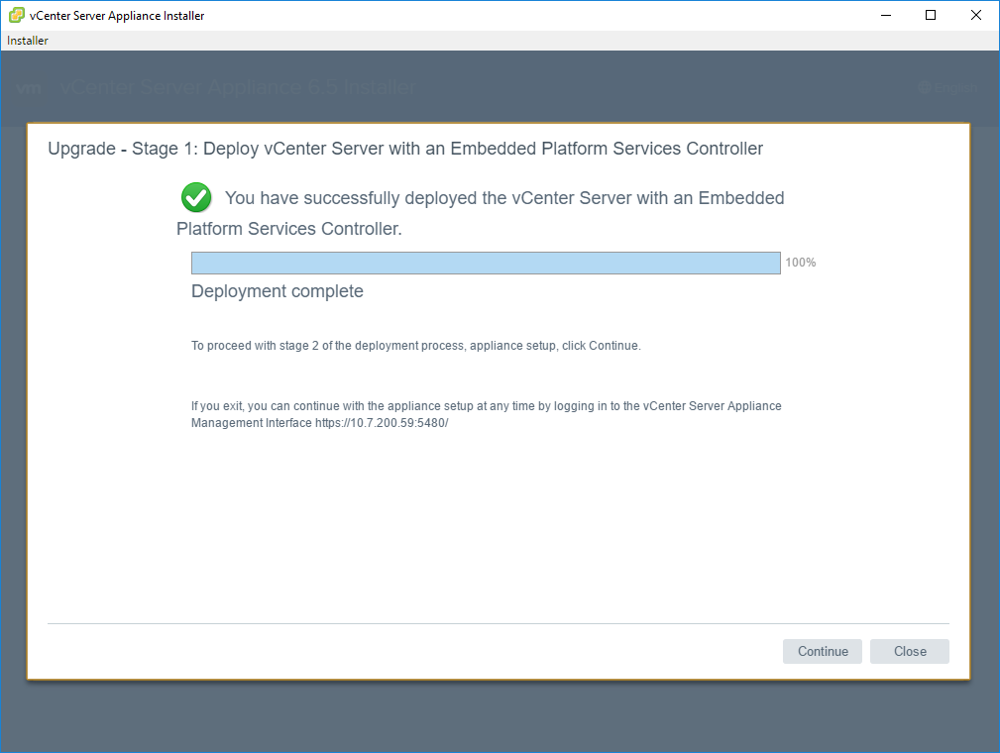 vCenter Server Appliance Installer
Installer
vm vCenter Server Appliance 6.5 Installer
English
Upgrade - Stage 1: Deploy vCenter Server with an Embedded Platform Services Controller
You have successfully deployed the vCenter Server with an Embedded
Platform Services Controller.
100%
Deployment complete
To proceed with stage 2 of the deployment process, appliance setup, click Continue.
If you exit, you can continue with the appliance setup at any time by logging in to the vCenter Server Appliance
Management Interface https://10.7.200.59:5480/
Continue
Close